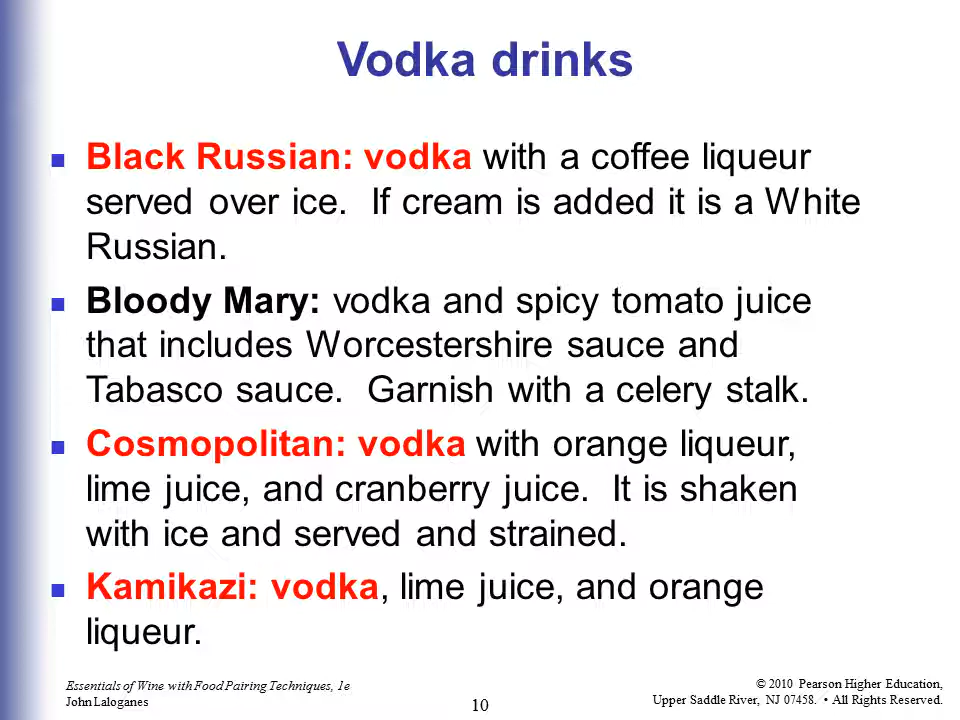 Vodka drinks
Black Russian: vodka with a coffee liqueur
served over ice.  If cream is added it is a White
Russian.
Bloody Mary: vodka and spicy tomato juice
that includes Worcestershire sauce and
Tabasco sauce.  Garnish with a celery stalk.
Cosmopolitan: vodka with orange liqueur,
lime juice, and cranberry juice.  It is shaken
with ice and served and strained.
Kamikazi: vodka, lime juice, and orange
liqueur.
Essentials of Wine with Food Pairing Techniques, 1e
John Laloganes
10
© 2010 Pearson Higher Education,
Upper Saddle River, NJ 07458. • All Rights Reserved.